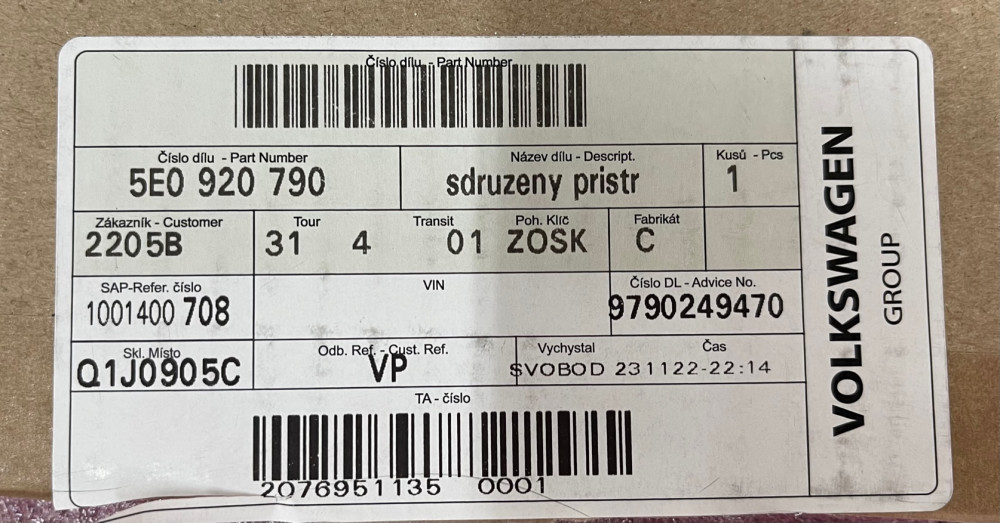 Číslo dílu - Part Number
Číslo dílu - Part Number
5E0 920 790
Název dílu - Descript.
sdruzeny pristr
Kusů - Pcs
1
Zákazník - Customer
2205B
Tour
31 4
Transit
01
Poh. Klíč
ZOSK
Fabrikát
C
SAP-Refer. číslo
1001400 708
VIN
Číslo DL - Advice No.
9790249470
Skl. Místo
Q1J0905C
Odb. Ref. - Cust. Ref.
VP
Vychystal
Čas
SVOBOD 231122-22:14
TA - číslo
2076951135 0001
VOLKSWAGEN
GROUP